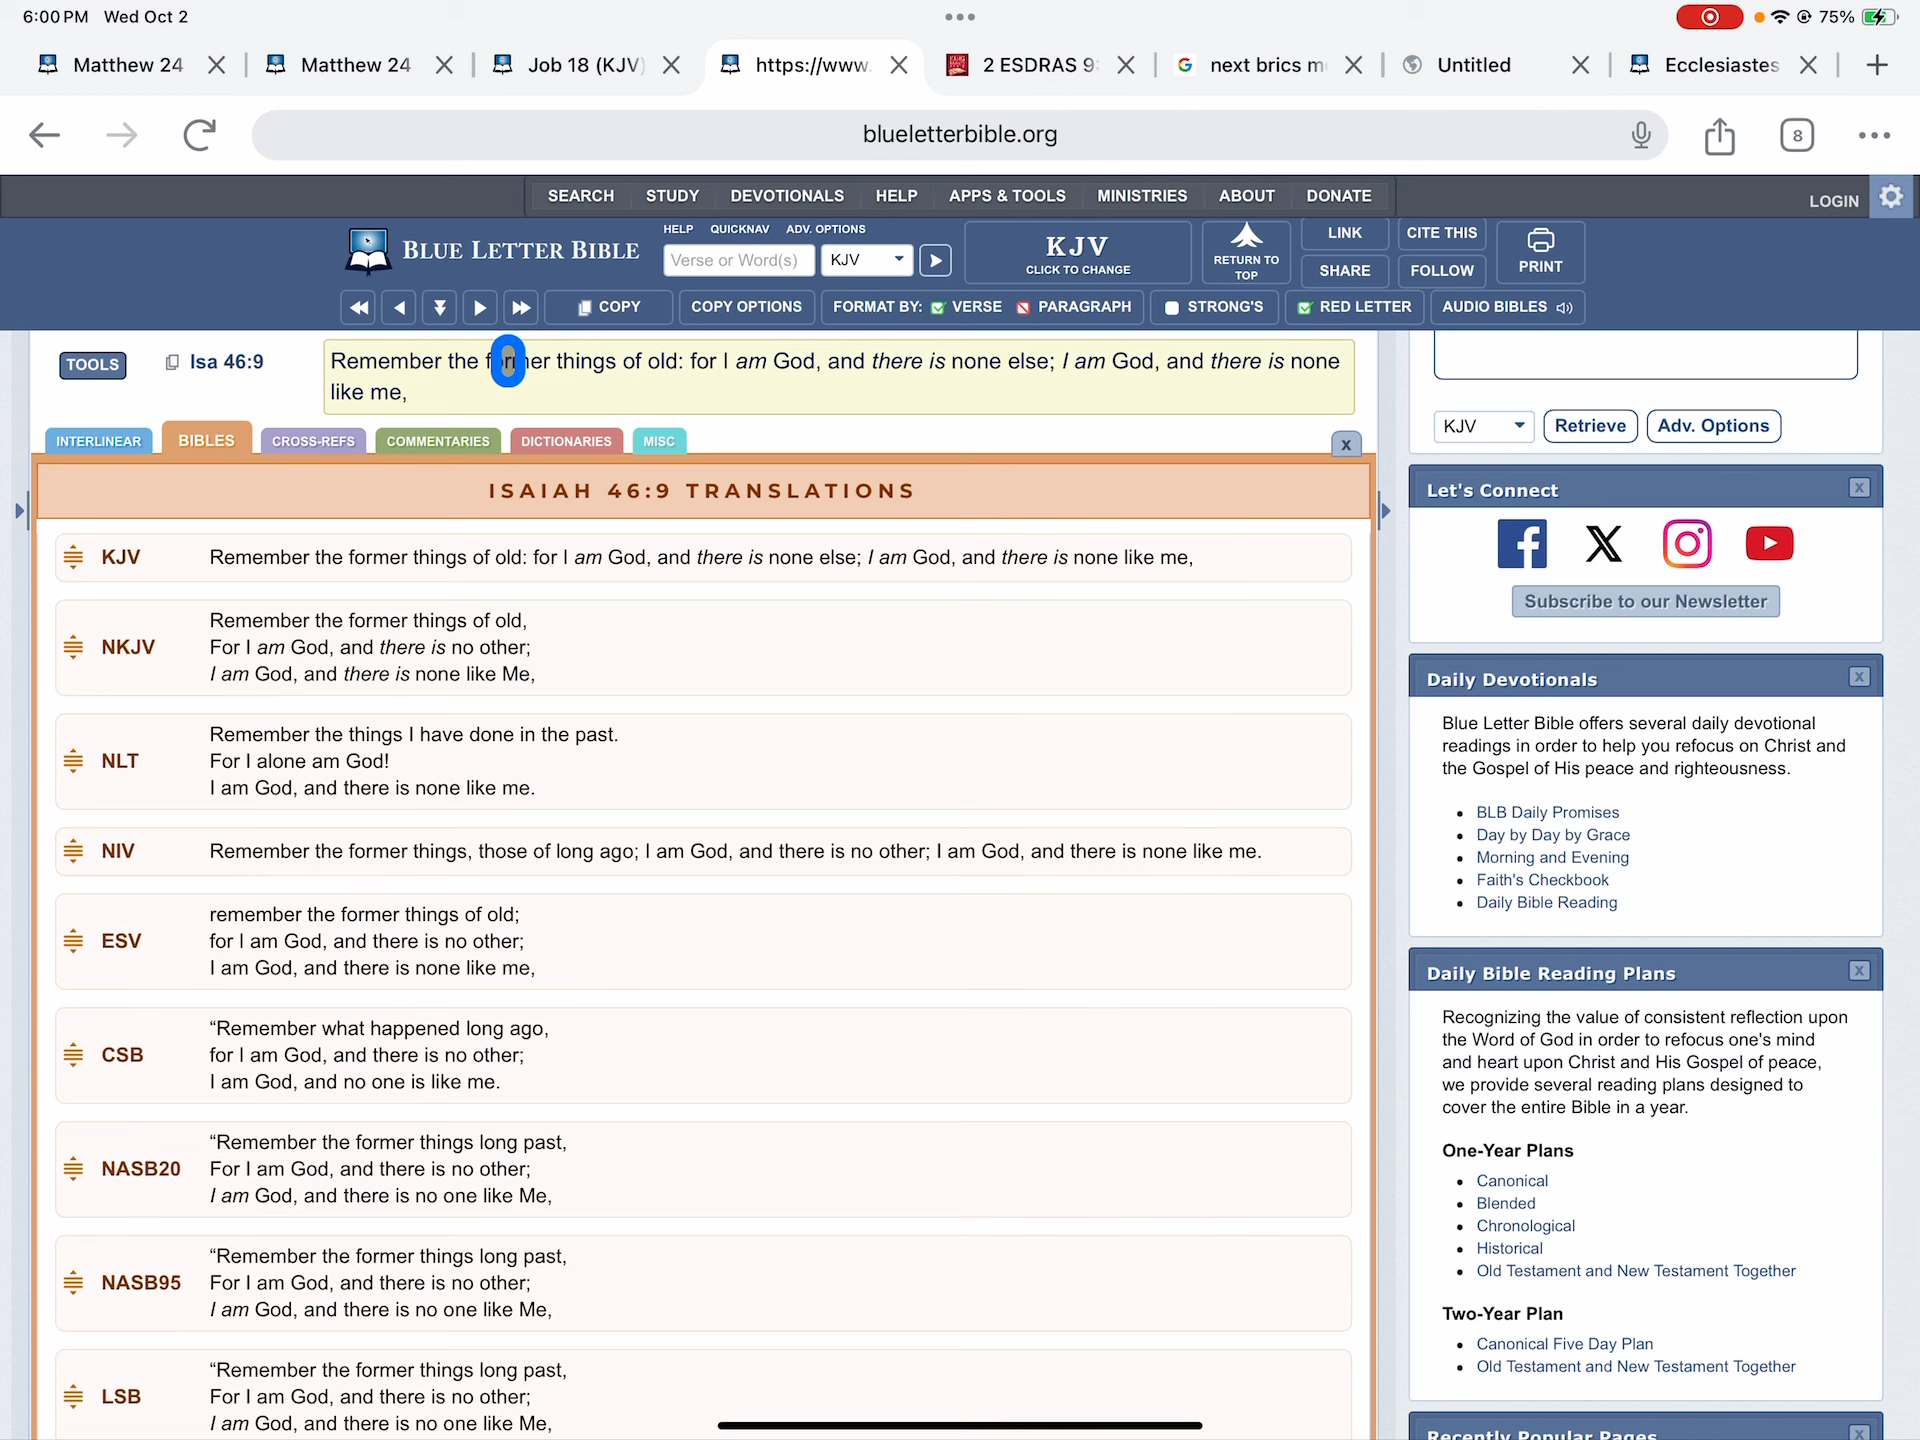 6:00 PM Wed Oct 2
75%
Matthew 24
Matthew 24
Job 18 (KJV)
https://www.
2 ESDRAS 9:
next brics m
Untitled
Ecclesiastes
blueletterbible.org
8
SEARCH STUDY DEVOTIONALS HELP APPS & TOOLS MINISTRIES ABOUT DONATE
LOGIN
BLUE LETTER BIBLE
HELP QUICKNAV ADV. OPTIONS
Verse or Word(s)
KJV
KJV
CLICK TO CHANGE
RETURN TO
TOP
LINK
CITE THIS
SHARE
FOLLOW
PRINT
COPY
COPY OPTIONS
FORMAT BY: VERSE PARAGRAPH
STRONG'S
RED LETTER
AUDIO BIBLES
TOOLS
Isa 46:9
Remember the former things of old: for I am God, and there is none else; I am God, and there is none
like me,
INTERLINEAR
BIBLES
CROSS-REFS
COMMENTARIES
DICTIONARIES
MISC
x
ISAIAH 46:9 TRANSLATIONS
KJV
Remember the former things of old: for I am God, and there is none else; I am God, and there is none like me,
NKJV
Remember the former things of old,
For I am God, and there is no other;
I am God, and there is none like Me,
NLT
Remember the things I have done in the past.
For I alone am God!
I am God, and there is none like me.
NIV
Remember the former things, those of long ago; I am God, and there is no other; I am God, and there is none like me.
ESV
remember the former things of old;
for I am God, and there is no other;
I am God, and there is none like me,
CSB
“Remember what happened long ago,
for I am God, and there is no other;
I am God, and no one is like me.
NASB20
“Remember the former things long past,
For I am God, and there is no other;
I am God, and there is no one like Me,
NASB95
“Remember the former things long past,
For I am God, and there is no other;
I am God, and there is no one like Me,
LSB
“Remember the former things long past,
For I am God, and there is no other;
I am God, and there is no one like Me,
KJV
Retrieve
Adv. Options
Let's Connect
x
Subscribe to our Newsletter
Daily Devotionals
x
Blue Letter Bible offers several daily devotional
readings in order to help you refocus on Christ and
the Gospel of His peace and righteousness.
BLB Daily Promises
Day by Day by Grace
Morning and Evening
Faith's Checkbook
Daily Bible Reading
Daily Bible Reading Plans
x
Recognizing the value of consistent reflection upon
the Word of God in order to refocus one's mind
and heart upon Christ and His Gospel of peace,
we provide several reading plans designed to
cover the entire Bible in a year.
One-Year Plans
Canonical
Blended
Chronological
Historical
Old Testament and New Testament Together
Two-Year Plan
Canonical Five Day Plan
Old Testament and New Testament Together
Recently Popular Pages
x